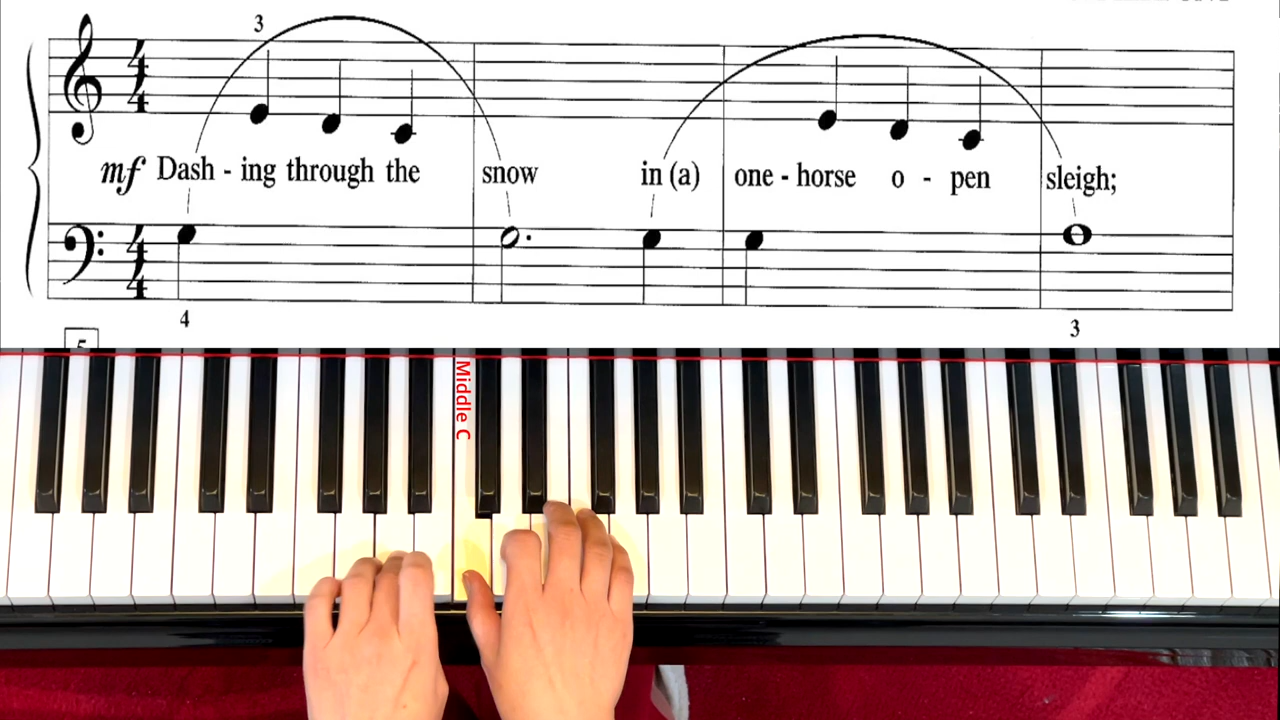 3
mf Dash - ing through the snow in (a) one - horse o - pen sleigh;
4 3
5
Middle C